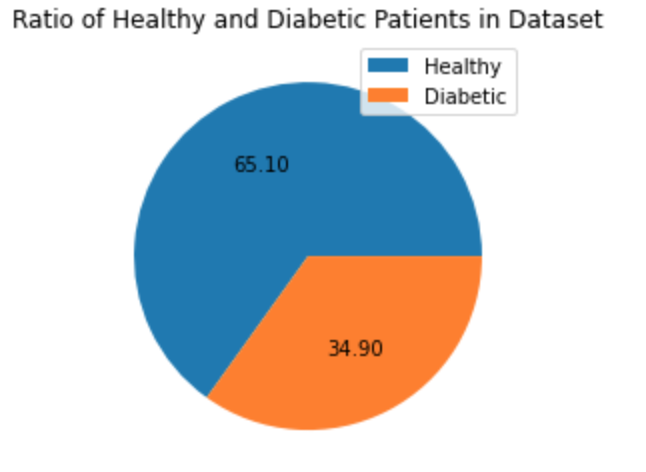 Ratio of Healthy and Diabetic Patients in Dataset
Healthy
Diabetic
65.10
34.90